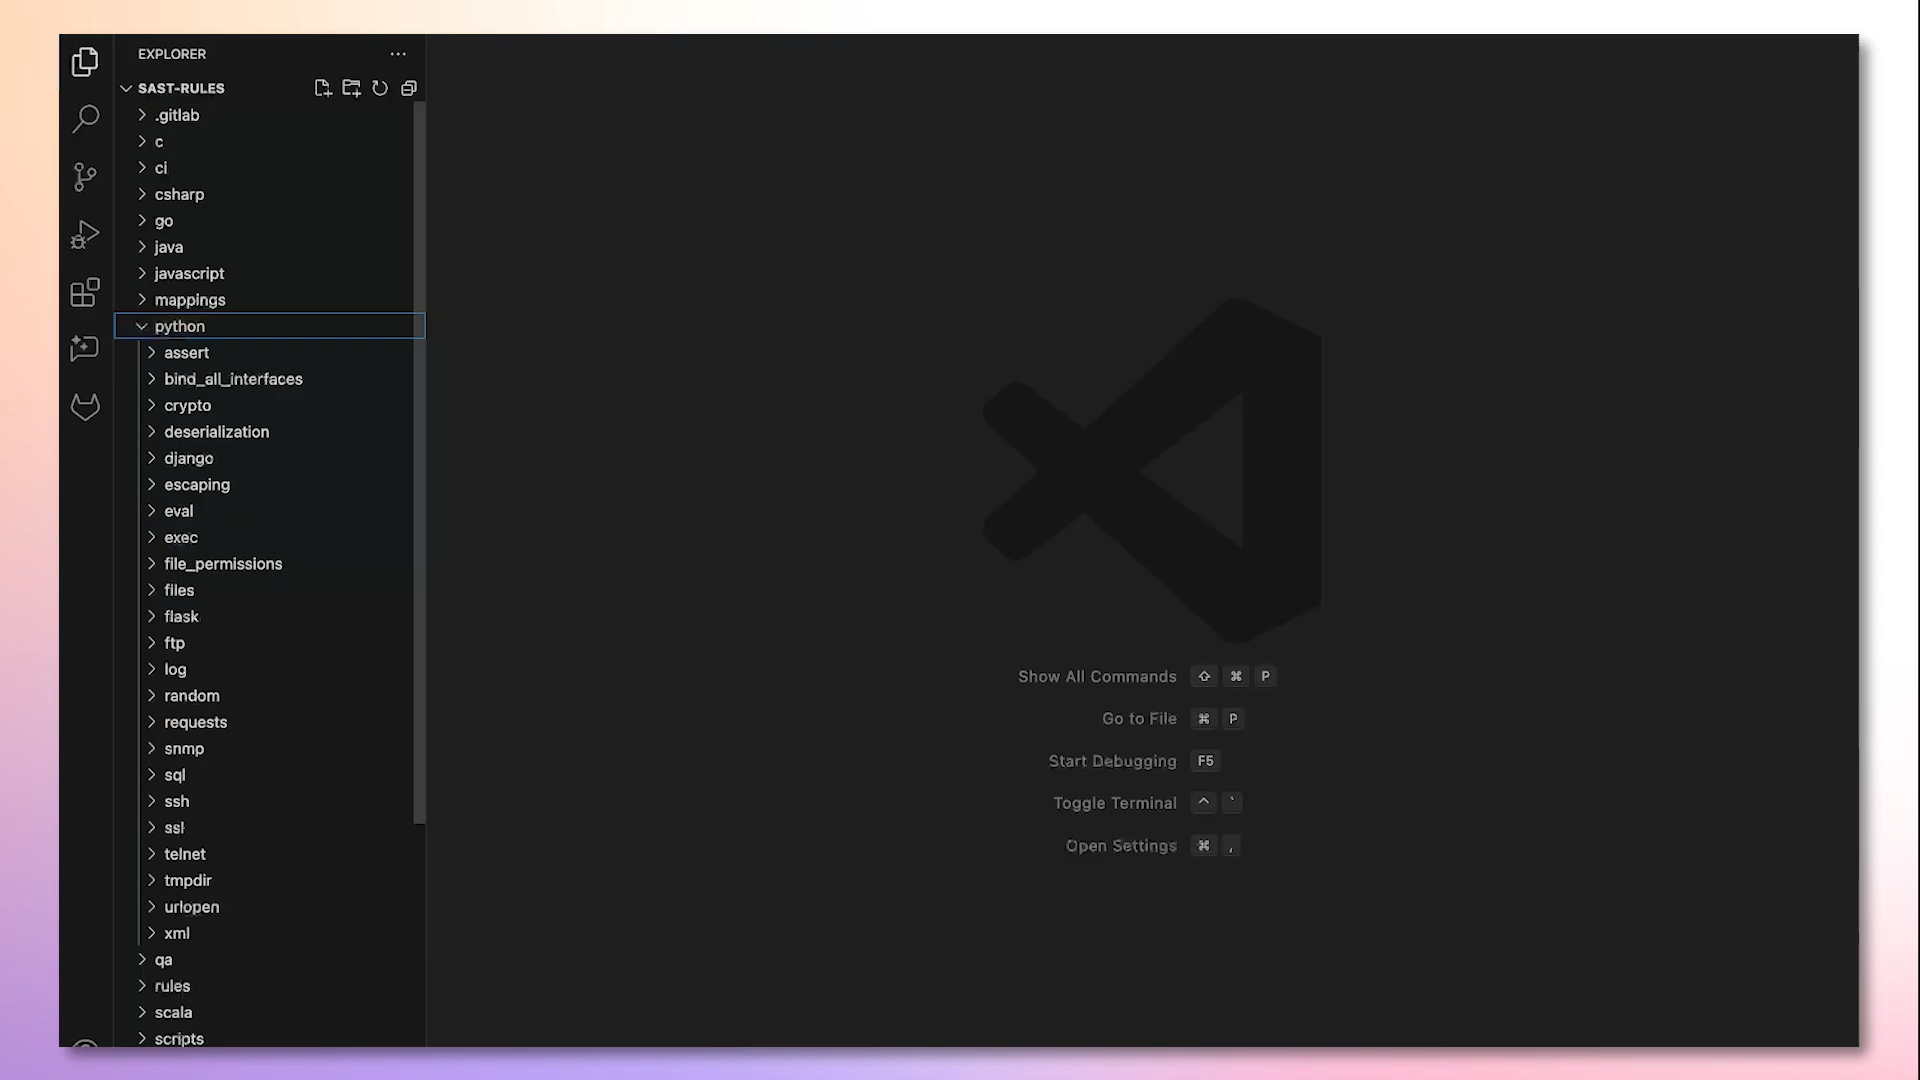 EXPLORER
SAST-RULES
.gitlab
c
ci
csharp
go
java
javascript
mappings
python
assert
bind_all_interfaces
crypto
deserialization
django
escaping
eval
exec
file_permissions
files
flask
ftp
log
random
requests
snmp
sql
ssh
ssl
telnet
tmpdir
urlopen
xml
qa
rules
scala
scripts
Show All Commands ⇧ ⌘ P
Go to File ⌘ P
Start Debugging F5
Toggle Terminal ^ `
Open Settings ⌘ ,